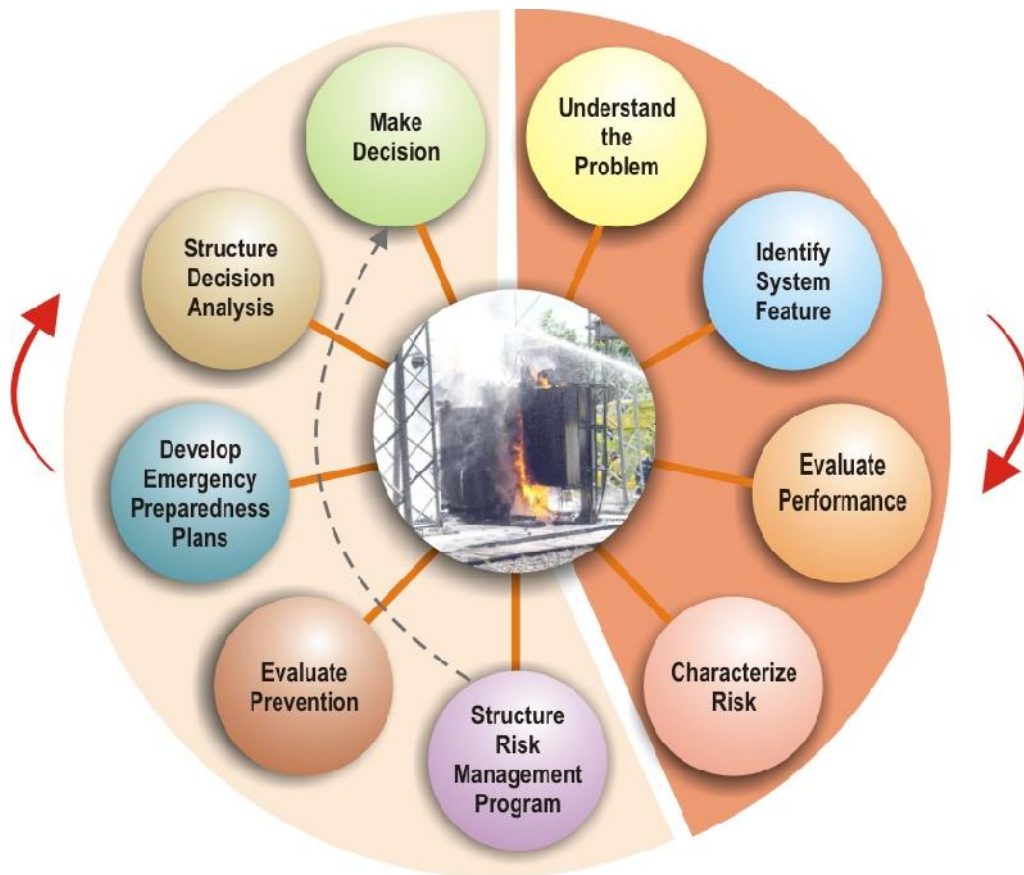 Understand
the
Problem
Identify
System
Feature
Evaluate
Performance
Characterize
Risk
Structure
Risk
Management
Program
Evaluate
Prevention
Develop
Emergency
Preparedness
Plans
Structure
Decision
Analysis
Make
Decision